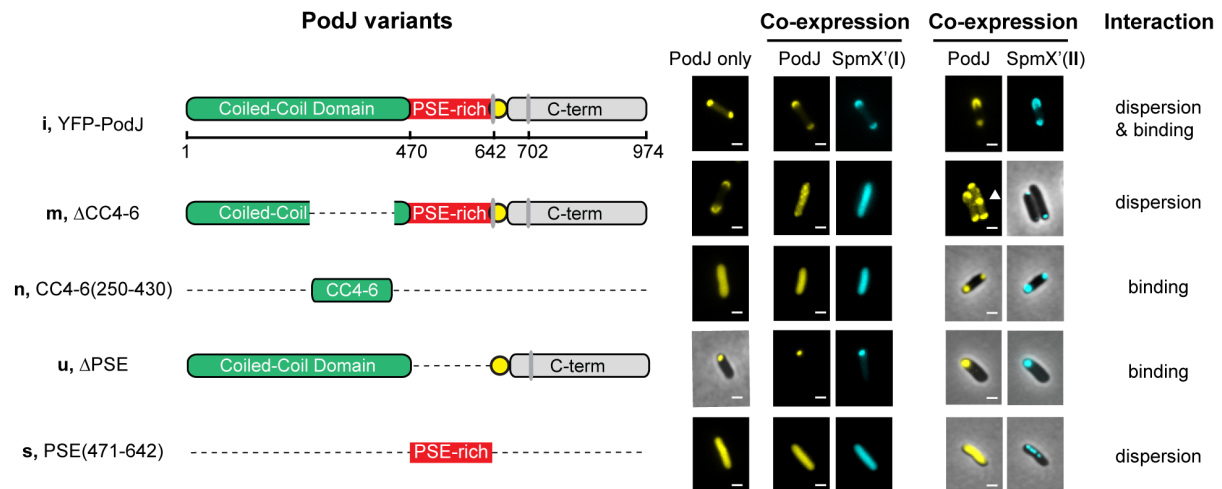 PodJ variants
Co-expression
Co-expression
Interaction
PodJ only
PodJ
SpmX'(I)
PodJ
SpmX'(II)
i, YFP-PodJ
Coiled-Coil Domain
PSE-rich
C-term
1
470
642
702
974
dispersion
& binding
m, ΔCC4-6
Coiled-Coil
PSE-rich
C-term
dispersion
n, CC4-6(250-430)
CC4-6
binding
u, ΔPSE
Coiled-Coil Domain
C-term
binding
s, PSE(471-642)
PSE-rich
dispersion